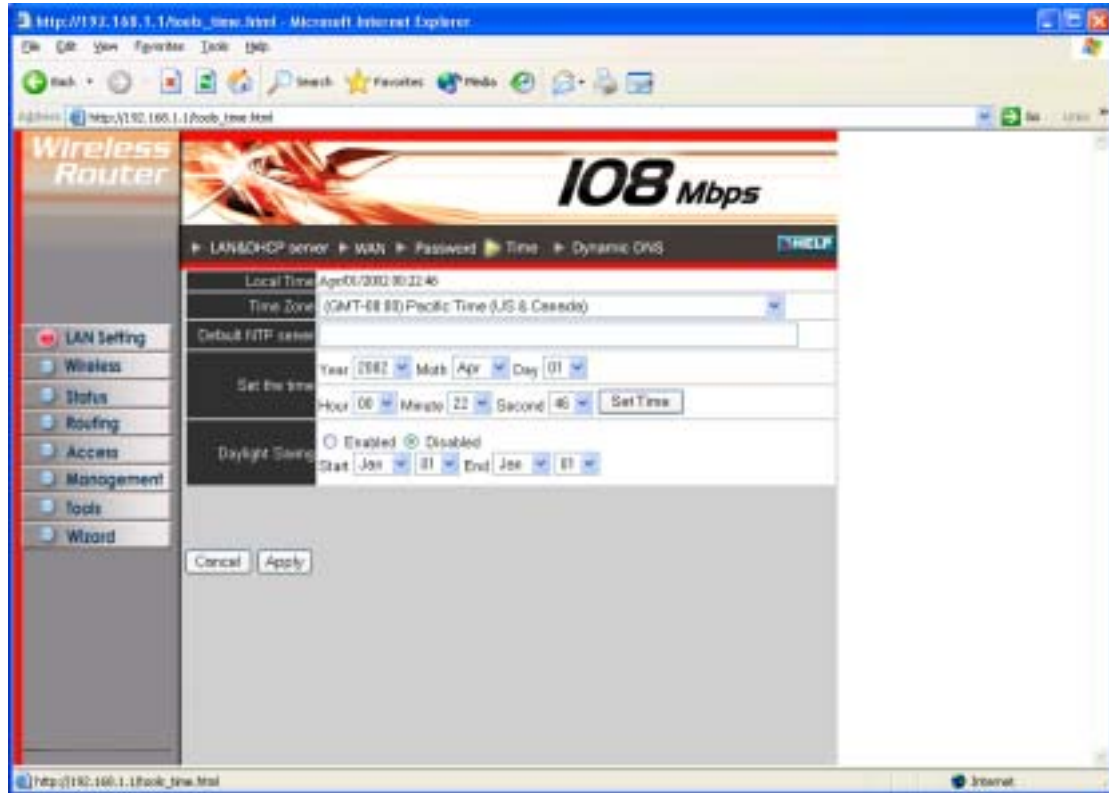 http://192.168.1.1/tools_time.html - Microsoft Internet Explorer
File Edit View Favorites Tools Help
Back Search Favorites Media
Address http://192.168.1.1/tools_time.html Go Links
Wireless Router
108 Mbps
LAN&DHCP server WAN Password Time Dynamic DNS HELP
Local Time Apr/01/2002 00:22:46
Time Zone (GMT-08:00) Pacific Time (US & Canada)
Default NTP server
Set the time
Year 2002 Moth Apr Day 01
Hour 00 Minute 22 Second 46 Set Time
Daylight Saving
Enabled Disabled
Start Jan 01 End Jan 01
LAN Setting
Wireless
Status
Routing
Access
Management
Tools
Wizard
Cancel Apply
http://192.168.1.1/tools_time.html Internet